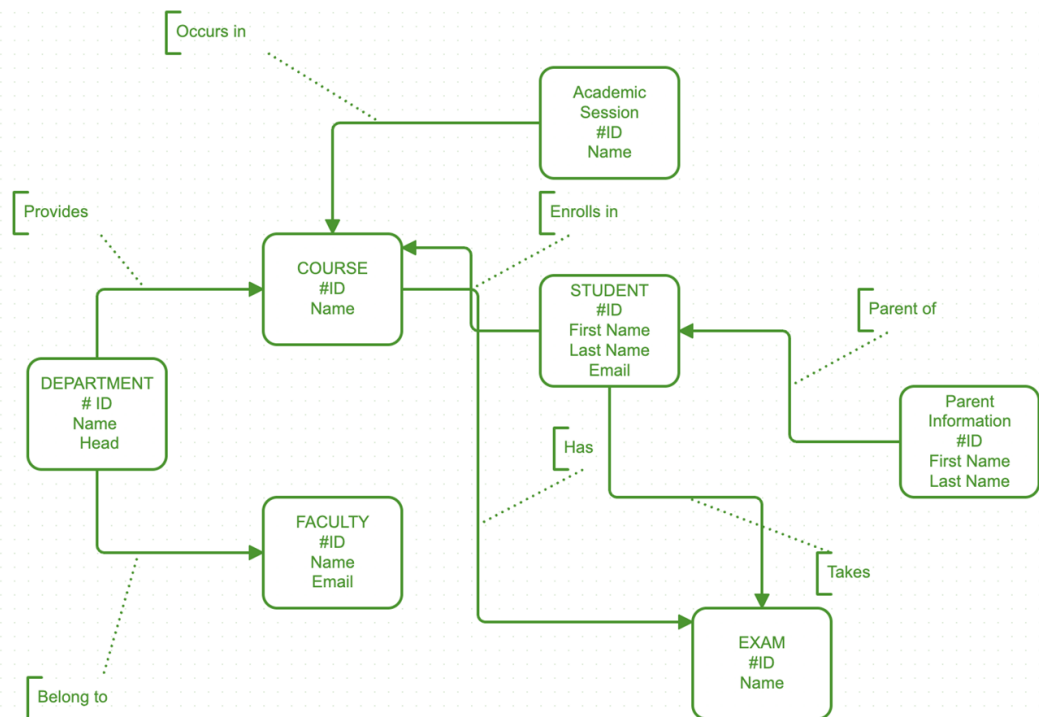 Occurs in
Academic
Session
#ID
Name
Provides
Enrolls in
COURSE
#ID
Name
STUDENT
#ID
First Name
Last Name
Email
Parent of
DEPARTMENT
# ID
Name
Head
Parent
Information
#ID
First Name
Last Name
Has
FACULTY
#ID
Name
Email
Takes
EXAM
#ID
Name
Belong to